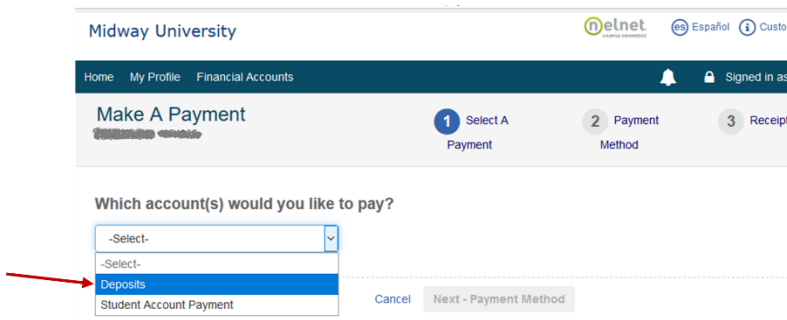 Midway University
nelnet
CAMPUS COMMERCE
es Español i Custo
Home My Profile Financial Accounts
Signed in as
Make A Payment
1 Select A Payment
2 Payment Method
3 Receipt
Which account(s) would you like to pay?
-Select-
-Select-
Deposits
Student Account Payment
Cancel Next - Payment Method